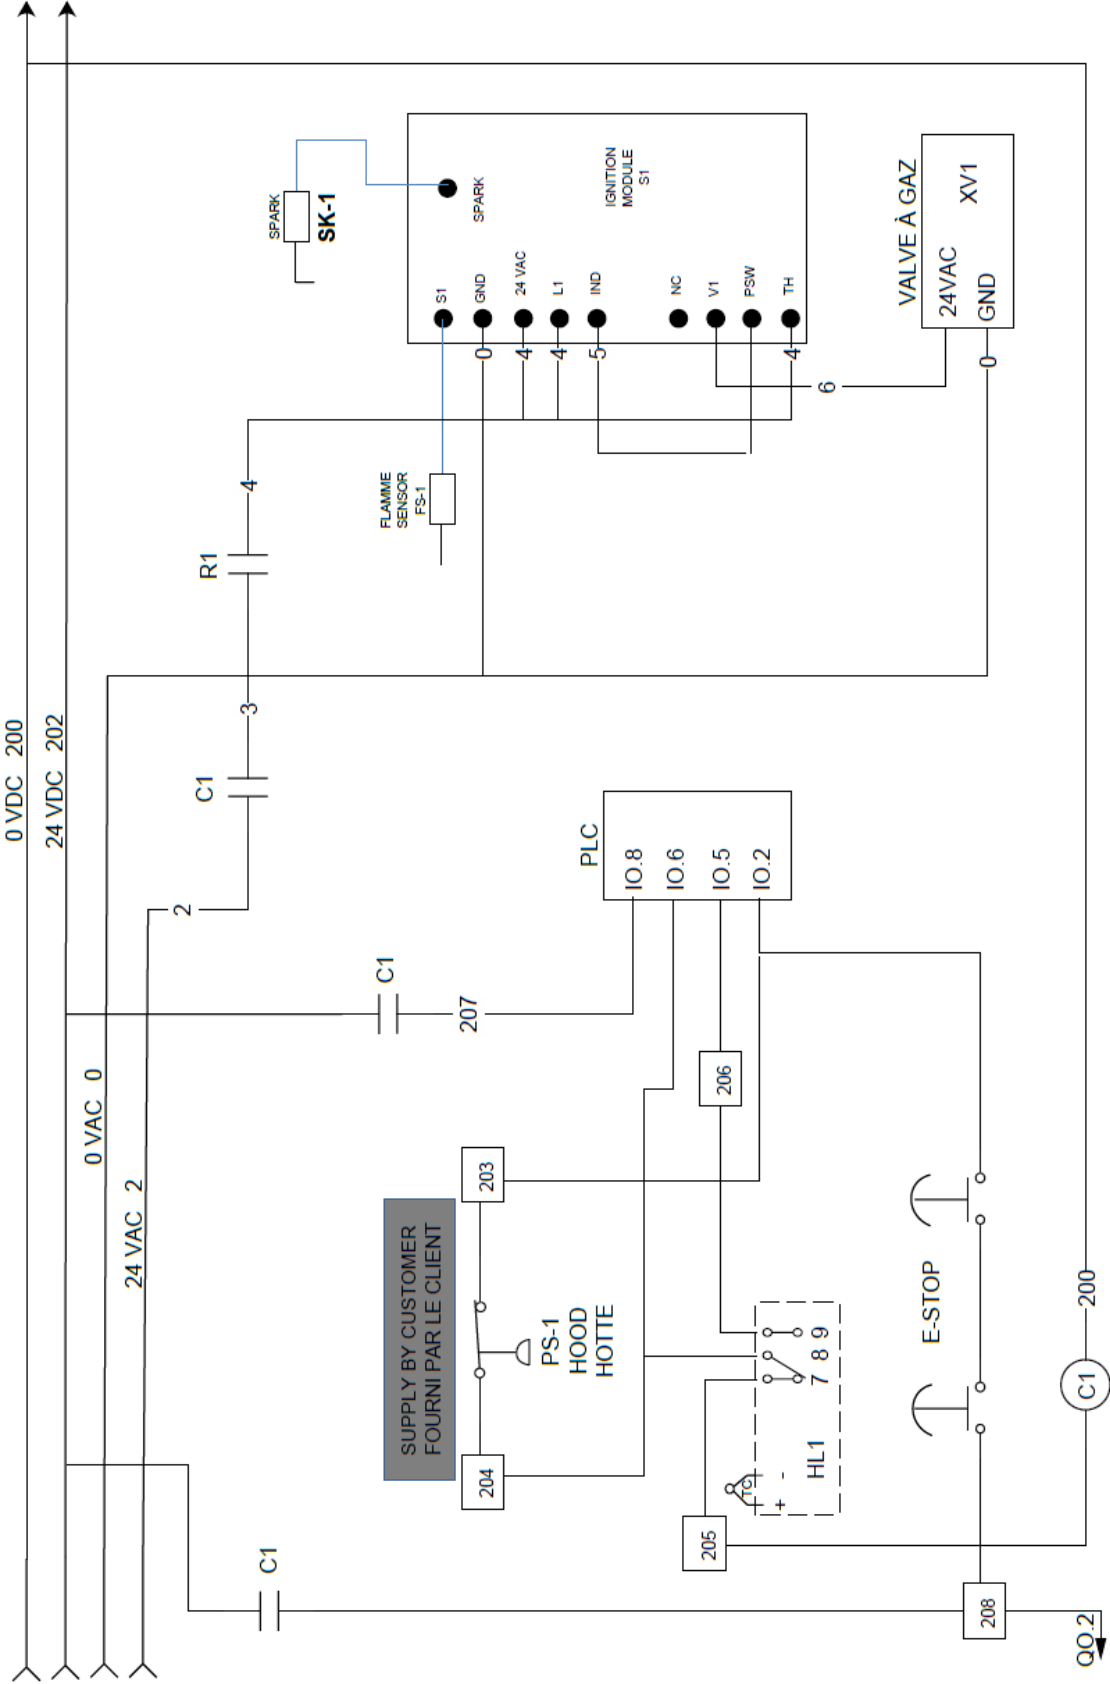 0 VDC 200
24 VDC 202
0 VAC 0
24 VAC 2
2
C1
3
R1
4
C1
207
C1
SPARK
SK-1
FLAMME
SENSOR
FS-1
S1
GND
24 VAC
L1
IND
NC
V1
PSW
TH
SPARK
IGNITION
MODULE
S1
0
4
4
5
4
6
0
VALVE À GAZ
24VAC
GND
XV1
PLC
IO.8
IO.6
IO.5
IO.2
SUPPLY BY CUSTOMER
FOURNI PAR LE CLIENT
204
203
PS-1
HOOD
HOTTE
206
205
TC
+ -
HL1
7 8 9
E-STOP
208
QO.2
C1
200